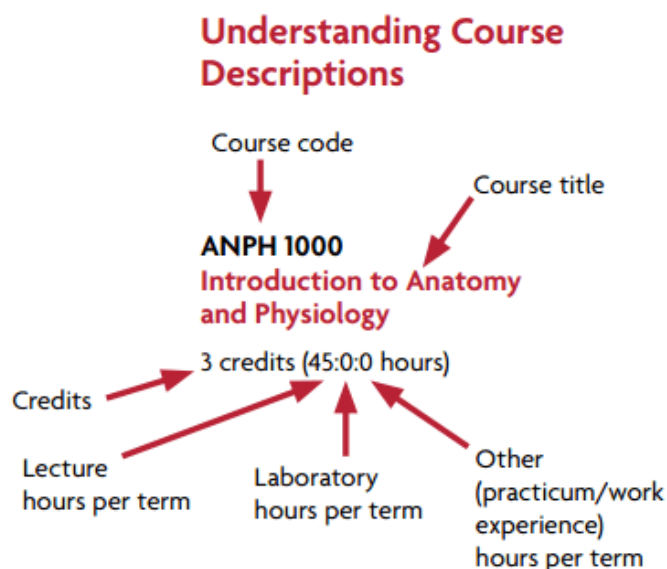 Understanding Course
Descriptions
Course code
Course title
ANPH 1000
Introduction to Anatomy
and Physiology
3 credits (45:0:0 hours)
Credits
Lecture
hours per term
Laboratory
hours per term
Other
(practicum/work
experience)
hours per term